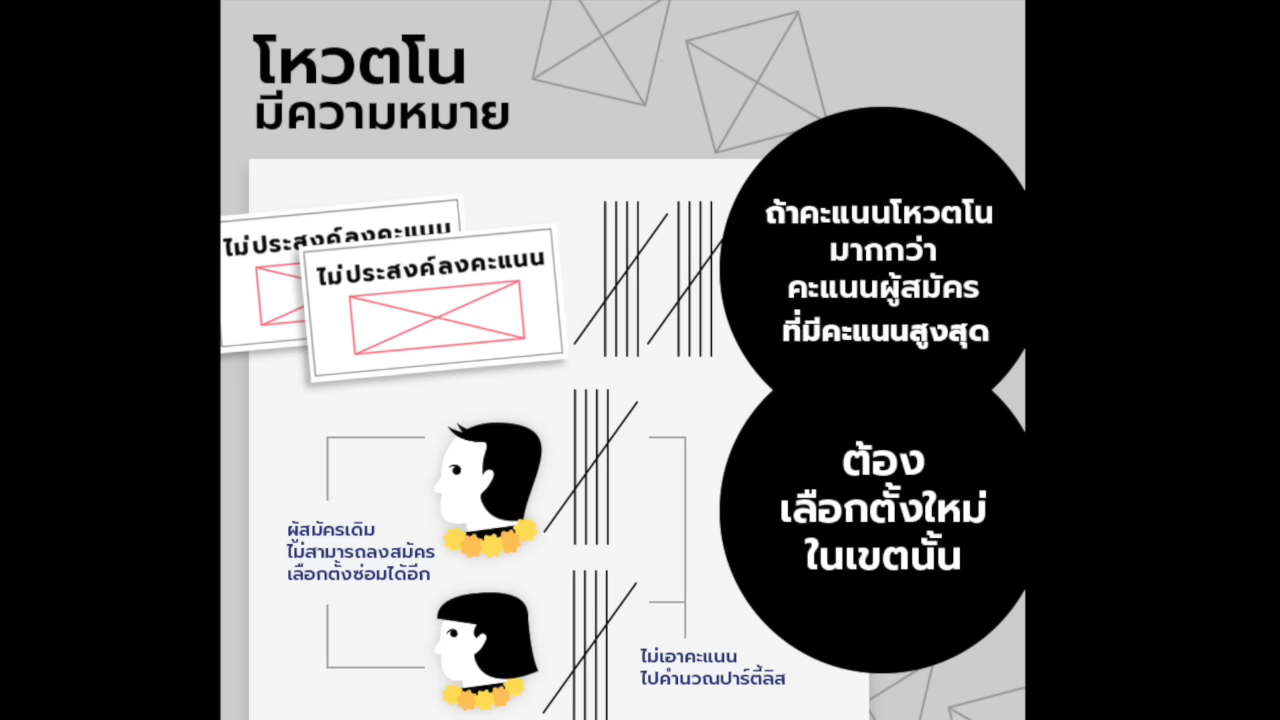 โหวตโน
มีความหมาย
ไม่ประสงค์ลงคะแนน
ไม่ประสงค์ลงคะแนน
ถ้าคะแนนโหวตโน
มากกว่า
คะแนนผู้สมัคร
ที่มีคะแนนสูงสุด
ต้อง
เลือกตั้งใหม่
ในเขตนั้น
ผู้สมัครเดิม
ไม่สามารถลงสมัคร
เลือกตั้งซ่อมได้อีก
ไม่เอาคะแนน
ไปคำนวณปาร์ตี้ลิส